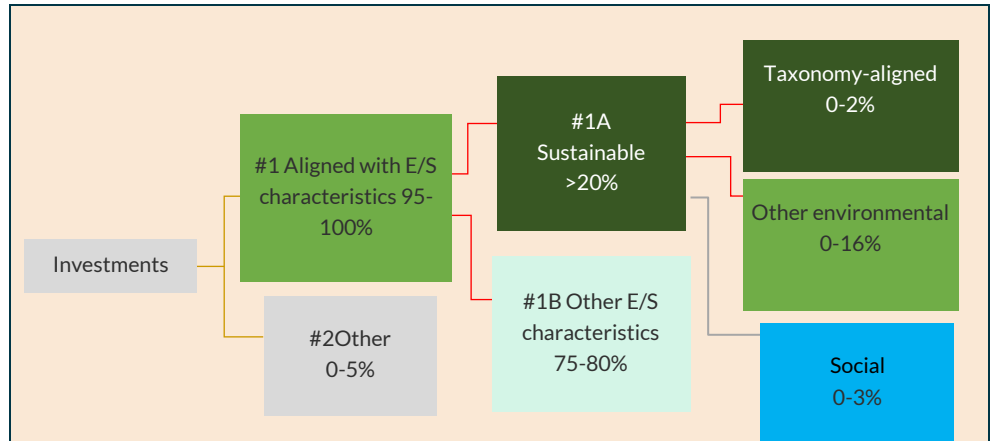 Investments
#1 Aligned with E/S
characteristics 95-
100%
#2Other
0-5%
#1A
Sustainable
>20%
#1B Other E/S
characteristics
75-80%
Taxonomy-aligned
0-2%
Other environmental
0-16%
Social
0-3%